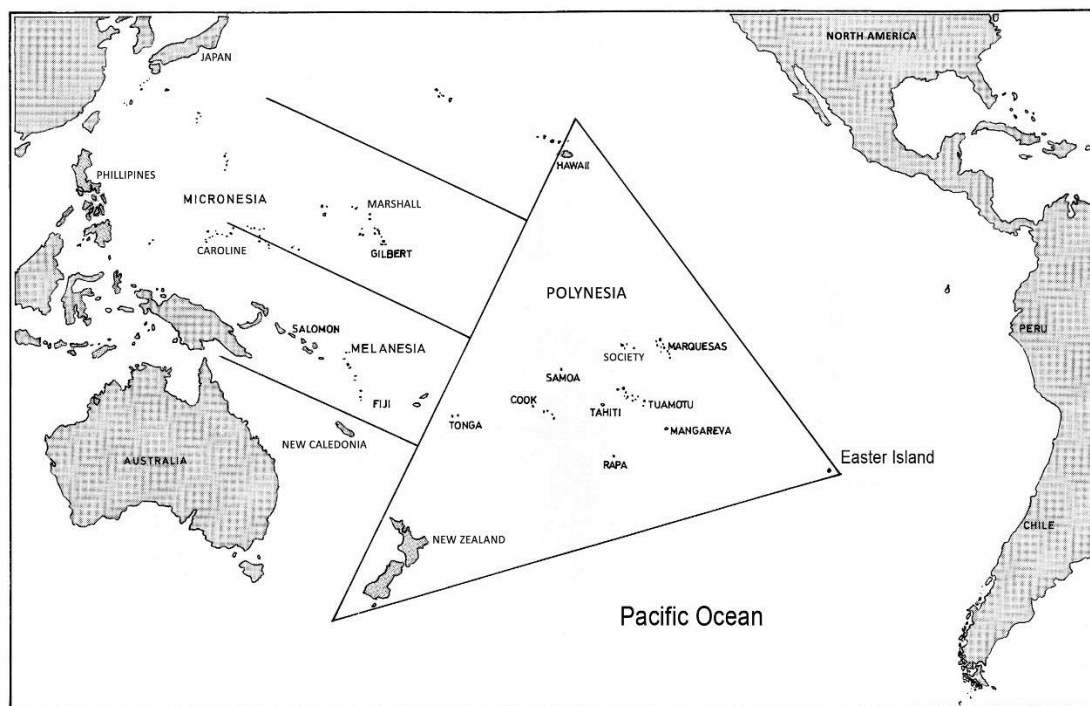 NORTH AMERICA
JAPAN
HAWAII
PHILLIPINES
MICRONESIA
MARSHALL
CAROLINE
GILBERT
POLYNESIA
SALOMON
PERU
MELANESIA
MARQUESAS
SOCIETY
SAMOA
FIJI
COOK
TAHITI
TUAMOTU
TONGA
MANGAREVA
NEW CALEDONIA
AUSTRALIA
Easter Island
RAPA
CHILE
NEW ZEALAND
Pacific Ocean